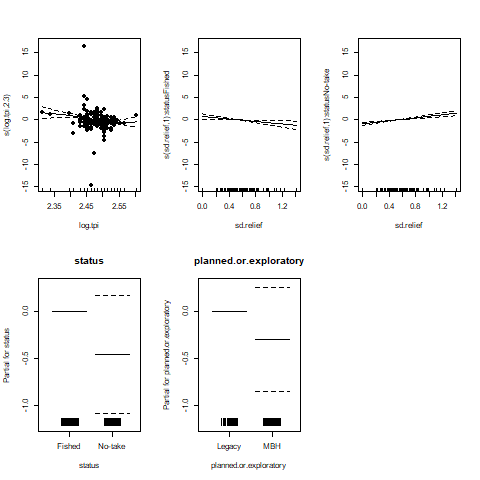 s(log.tpi,2.3)
15
10
5
0
-5
-10
-15
2.35
2.45
2.55
log.tpi
s(sd.relief,1):statusFished
15
10
5
0
-5
-10
-15
0.0
0.4
0.8
1.2
sd.relief
s(sd.relief,1):statusNo-take
15
10
5
0
-5
-10
-15
0.0
0.4
0.8
1.2
sd.relief
status
Partial for status
0.0
-0.5
-1.0
Fished
No-take
status
planned.or.exploratory
Partial for planned.or.exploratory
0.0
-0.5
-1.0
Legacy
MBH
planned.or.exploratory